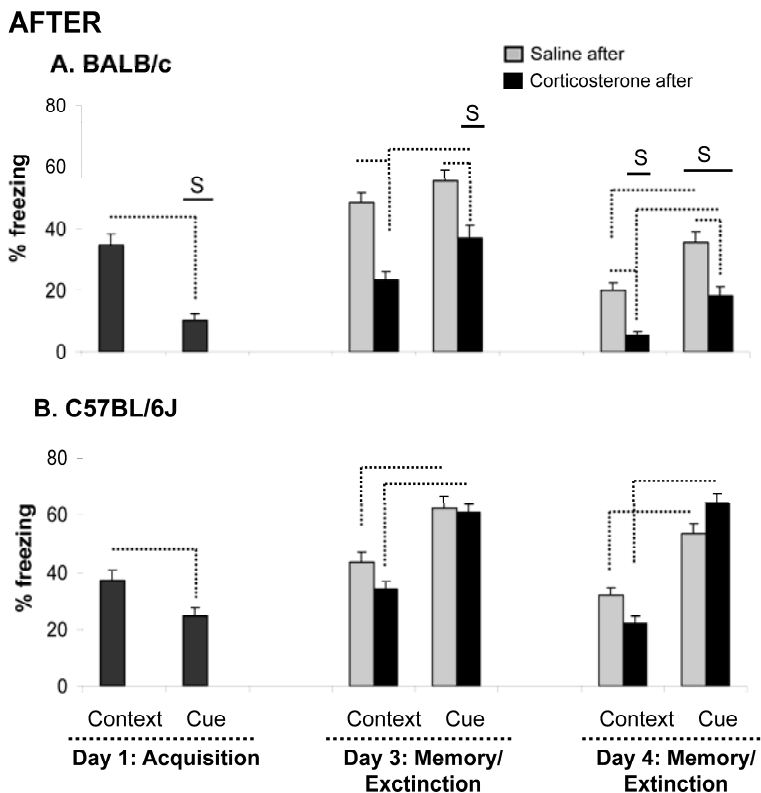 AFTER
A. BALB/c
Saline after
Corticosterone after
80
60
40
20
0
% freezing
S
S
S
S
B. C57BL/6J
80
60
40
20
0
% freezing
Context Cue Context Cue Context Cue
Day 1: Acquisition Day 3: Memory/ Day 4: Memory/
Exctinction Extinction